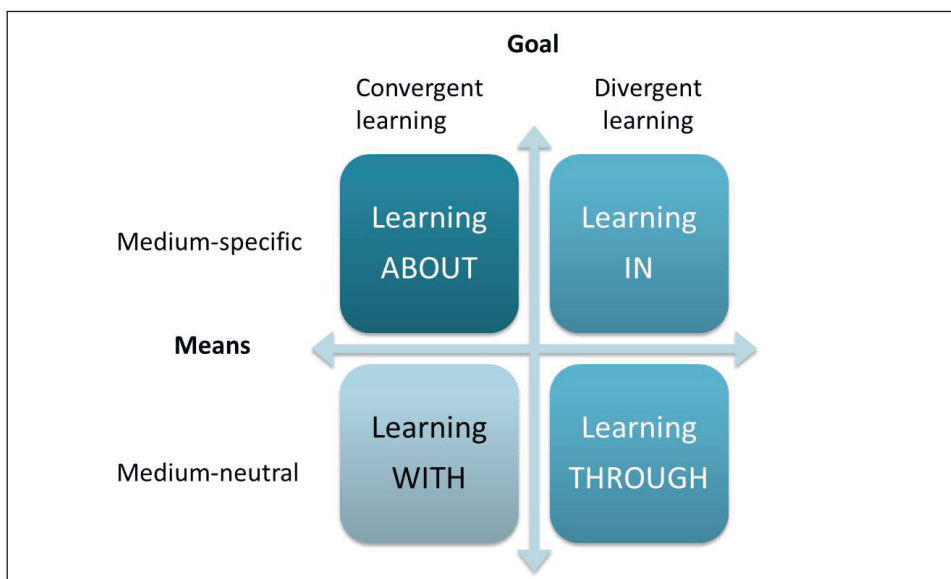 Goal
Convergent
learning
Divergent
learning
Medium-specific
Learning
ABOUT
Learning
IN
Means
Medium-neutral
Learning
WITH
Learning
THROUGH